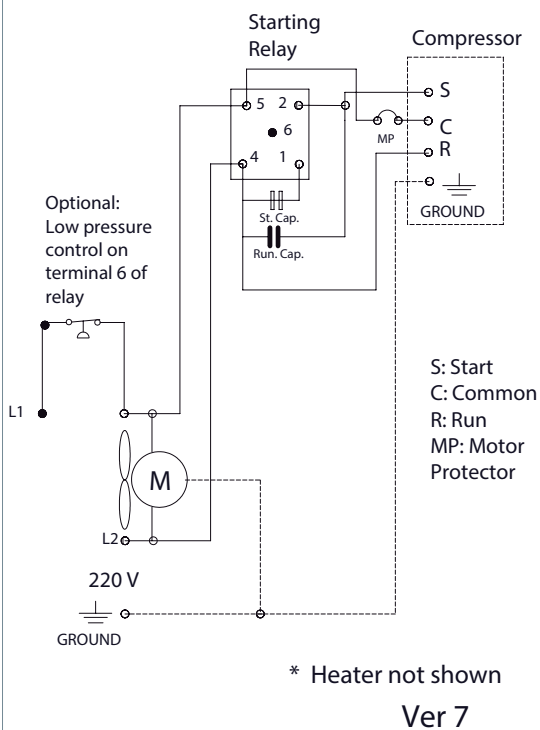 Starting
Relay
Compressor
5 2
6
4 1
S
C
MP
R
GROUND
St. Cap.
Run. Cap.
Optional:
Low pressure
control on
terminal 6 of
relay
L1
M
L2
220 V
GROUND
S: Start
C: Common
R: Run
MP: Motor
Protector
* Heater not shown
Ver 7